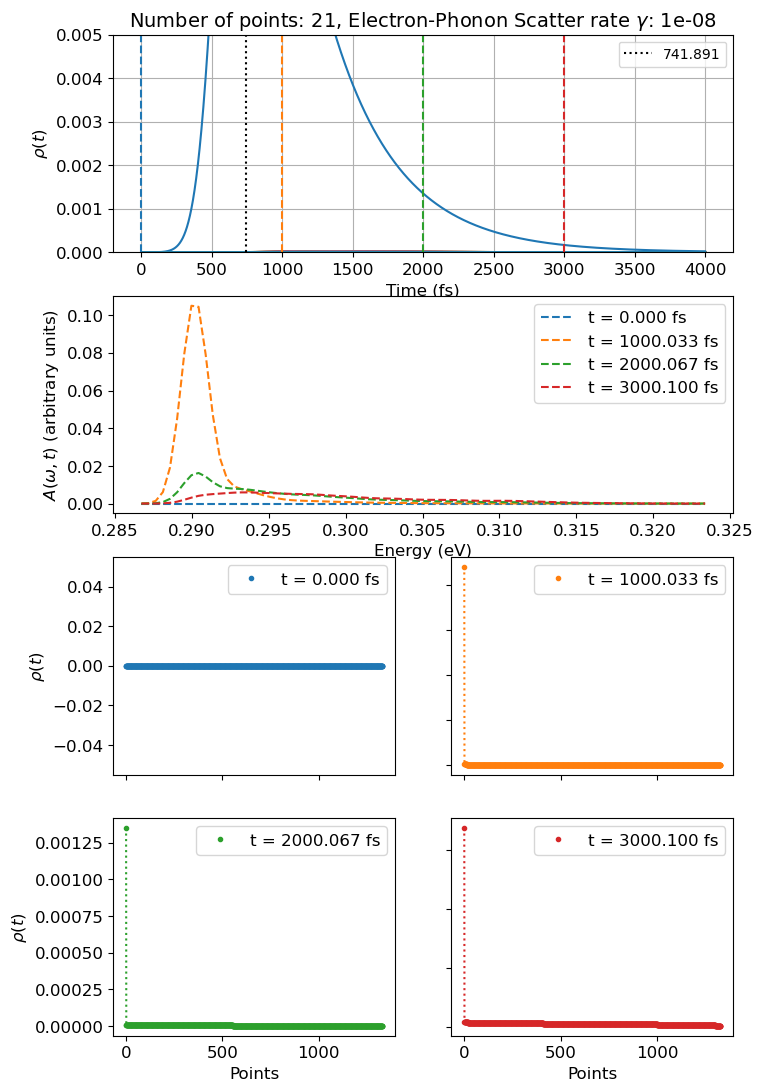 Number of points: 21, Electron-Phonon Scatter rate γ: 1e-08
0.005
0.004
0.003
0.002
0.001
0.000
ρ(t)
741.891
0 500 1000 1500 2000 2500 3000 3500 4000
Time (fs)
0.10
0.08
0.06
0.04
0.02
0.00
A(ω, t) (arbitrary units)
t = 0.000 fs
t = 1000.033 fs
t = 2000.067 fs
t = 3000.100 fs
0.285 0.290 0.295 0.300 0.305 0.310 0.315 0.320 0.325
Energy (eV)
0.04
0.02
0.00
−0.02
−0.04
ρ(t)
t = 0.000 fs
t = 1000.033 fs
0.00125
0.00100
0.00075
0.00050
0.00025
0.00000
ρ(t)
t = 2000.067 fs
0 500 1000
Points
t = 3000.100 fs
0 500 1000
Points